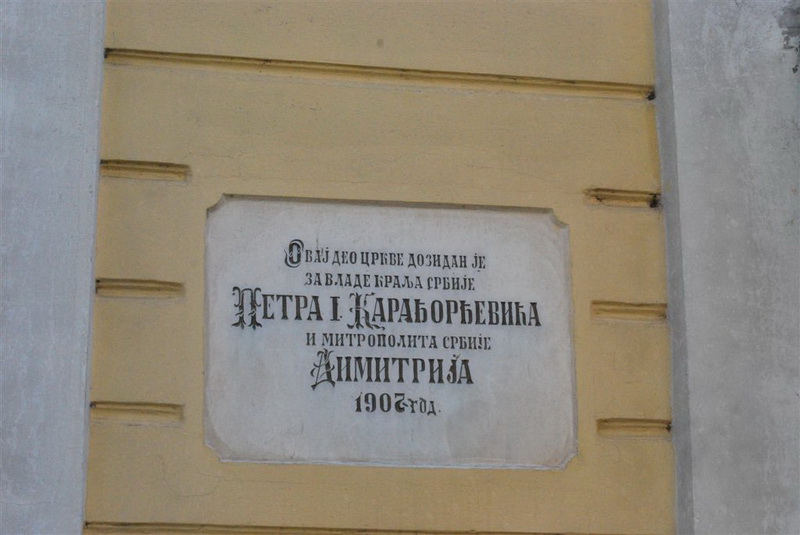 Овај део цркве дозидан је
за владе краља Србије
Петра I. Карађорђевића
и митрополита Србије
Димитрија
1907 год.